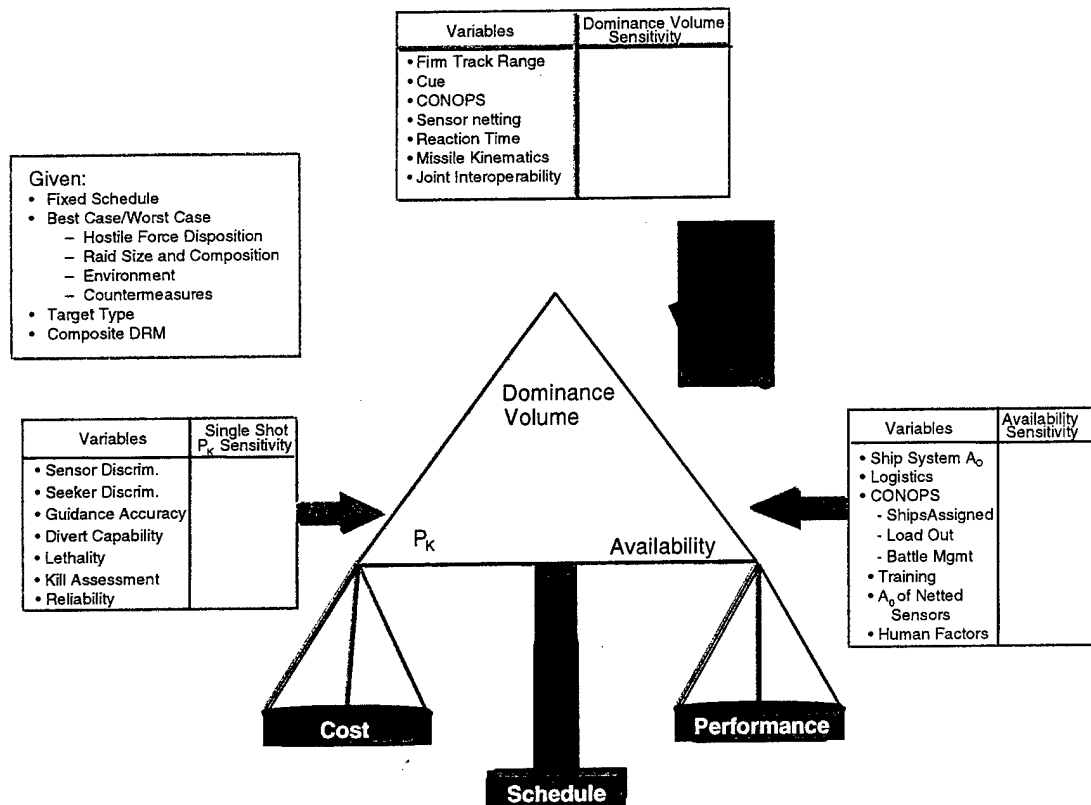 Variables Dominance Volume
Sensitivity
• Firm Track Range
• Cue
• CONOPS
• Sensor netting
• Reaction Time
• Missile Kinematics
• Joint Interoperability
Given:
• Fixed Schedule
• Best Case/Worst Case
– Hostile Force Disposition
– Raid Size and Composition
– Environment
– Countermeasures
• Target Type
• Composite DRM
Dominance
Volume
Variables Single Shot
PK Sensitivity
• Sensor Discrim.
• Seeker Discrim.
• Guidance Accuracy
• Divert Capability
• Lethality
• Kill Assessment
• Reliability
PK Availability
Variables Availability
Sensitivity
• Ship System AO
• Logistics
• CONOPS
- ShipsAssigned
- Load Out
- Battle Mgmt
• Training
• A0 of Netted
Sensors
• Human Factors
Cost
Performance
Schedule